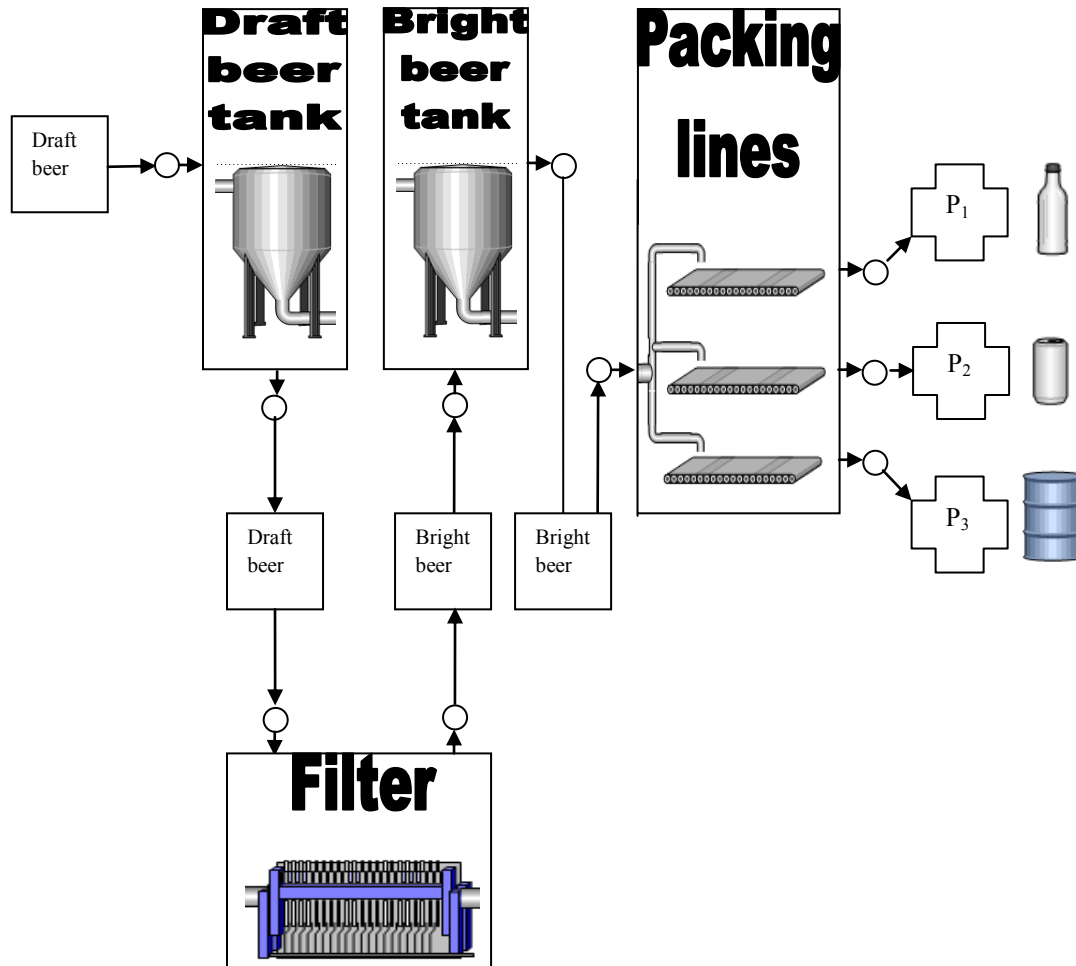 Draft
beer
tank
Bright
beer
tank
Packing
lines
Draft
beer
P₁
P₂
P₃
Draft
beer
Bright
beer
Bright
beer
Filter